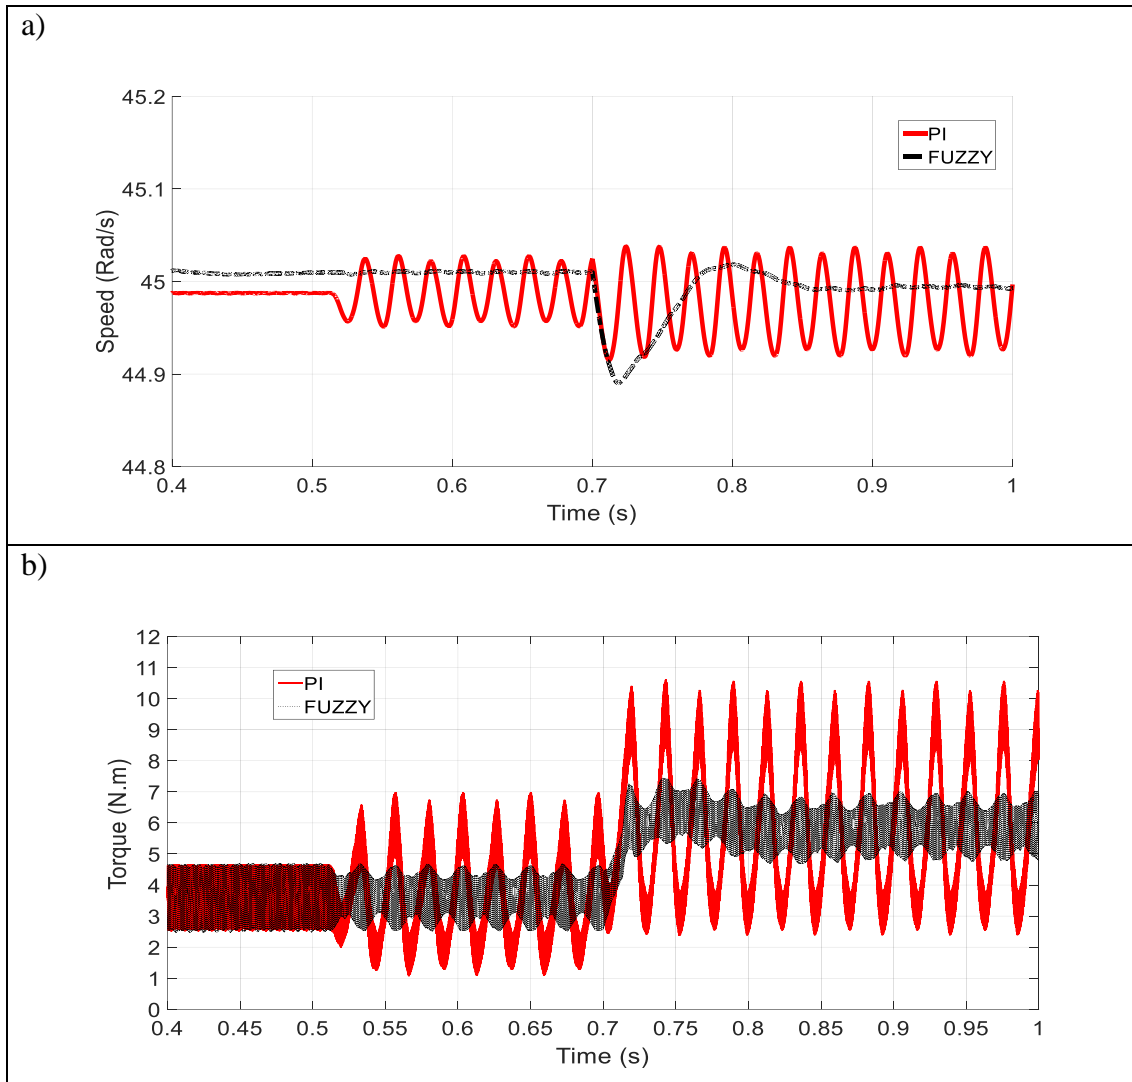 a)
45.2
45.1
45
44.9
44.8
Speed (Rad/s)
PI
FUZZY
0.4 0.5 0.6 0.7 0.8 0.9 1
Time (s)
b)
12
11
10
9
8
7
6
5
4
3
2
1
0
Torque (N.m)
PI
FUZZY
0.4 0.45 0.5 0.55 0.6 0.65 0.7 0.75 0.8 0.85 0.9 0.95 1
Time (s)